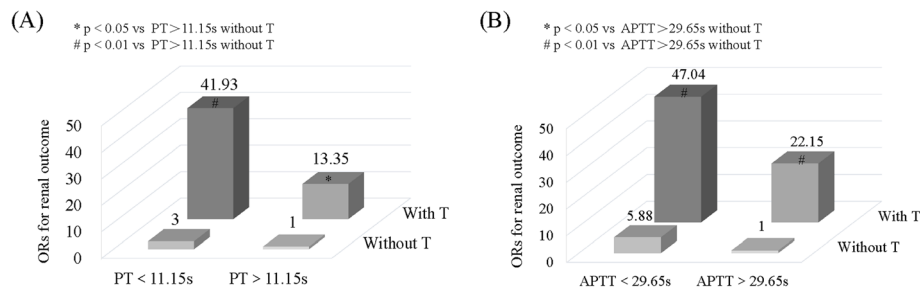 (A)
* p < 0.05 vs PT>11.15s without T
# p < 0.01 vs PT>11.15s without T
41.93
#
13.35
*
3
1
50
40
30
20
10
0
ORs for renal outcome
With T
Without T
PT < 11.15s
PT > 11.15s
(B)
* p < 0.05 vs APTT>29.65s without T
# p < 0.01 vs APTT>29.65s without T
47.04
#
22.15
#
5.88
1
50
40
30
20
10
0
ORs for renal outcome
With T
Without T
APTT < 29.65s
APTT > 29.65s